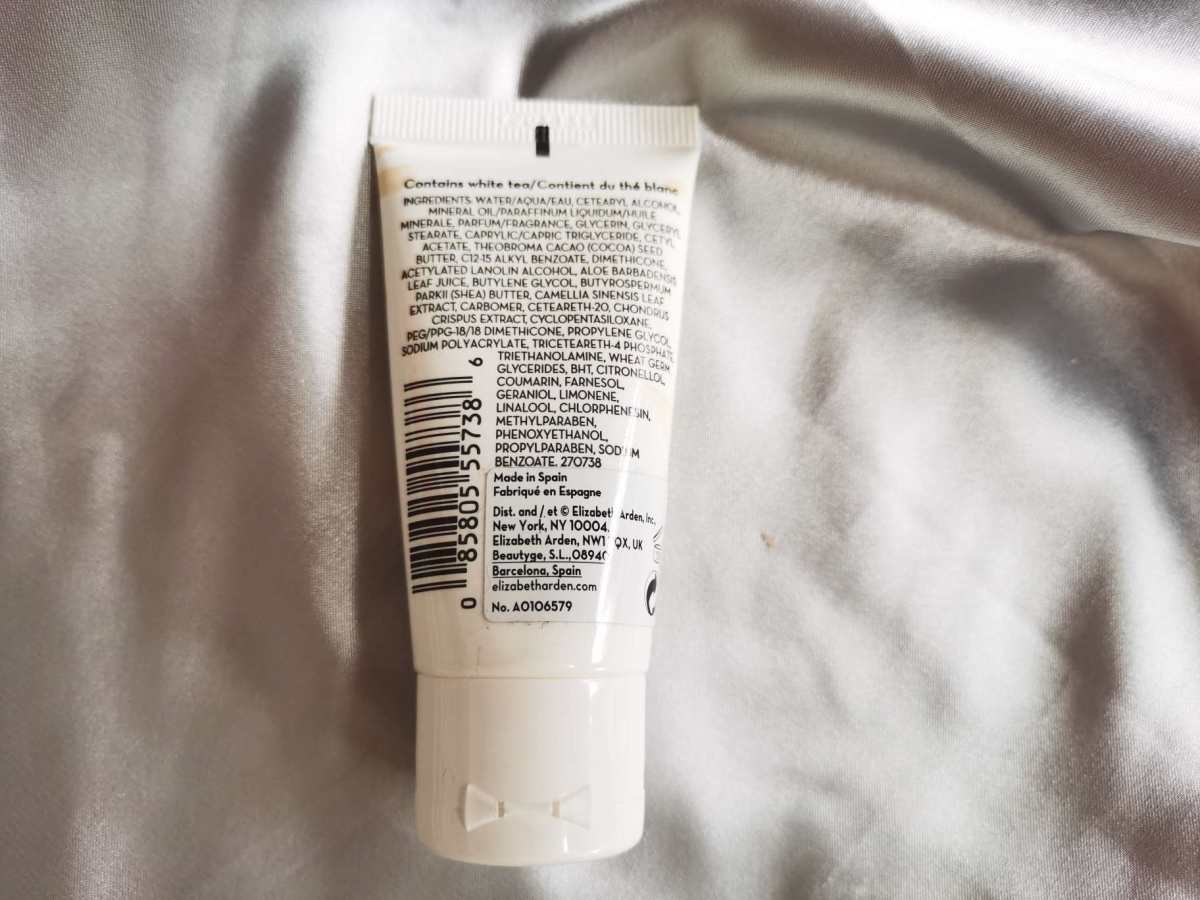 Contains white tea/Contient du thé blanc
INGREDIENTS: WATER/AQUA/EAU, CETEARYL ALCOHOL,
MINERAL OIL/PARAFFINUM LIQUIDUM/HUILE
MINERALE, PARFUM/FRAGRANCE, GLYCERIN, GLYCERYL
STEARATE, CAPRYLIC/CAPRIC TRIGLYCERIDE, CETYL
ACETATE, THEOBROMA CACAO (COCOA) SEED
BUTTER, C12-15 ALKYL BENZOATE, DIMETHICONE,
ACETYLATED LANOLIN ALCOHOL, ALOE BARBADENSIS
LEAF JUICE, BUTYLENE GLYCOL, BUTYROSPERMUM
PARKII (SHEA) BUTTER, CAMELLIA SINENSIS LEAF
EXTRACT, CARBOMER, CETEARETH-20, CHONDRUS
CRISPUS EXTRACT, CYCLOPENTASILOXANE,
PEG/PPG-18/18 DIMETHICONE, PROPYLENE GLYCOL,
SODIUM POLYACRYLATE, TRICETEARETH-4 PHOSPHATE,
TRIETHANOLAMINE, WHEAT GERM
GLYCERIDES, BHT, CITRONELLOL,
COUMARIN, FARNESOL,
GERANIOL, LIMONENE,
LINALOOL, CHLORPHENESIN,
METHYLPARABEN,
PHENOXYETHANOL,
PROPYLPARABEN, SODIUM
BENZOATE. 270738
0 85805 55738 6
Made in Spain
Fabriqué en Espagne
Dist. and / et © Elizabeth Arden, Inc.,
New York, NY 10004.
Elizabeth Arden, NW1 QX, UK
Beautyge, S.L.,
Barcelona, Spain
elizabetharden.com
No. A0106579